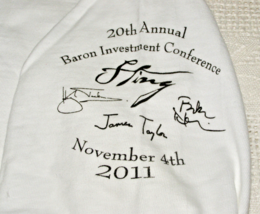 20th Annual
Baron Investment Conference
Sting
James Taylor
November 4th
2011